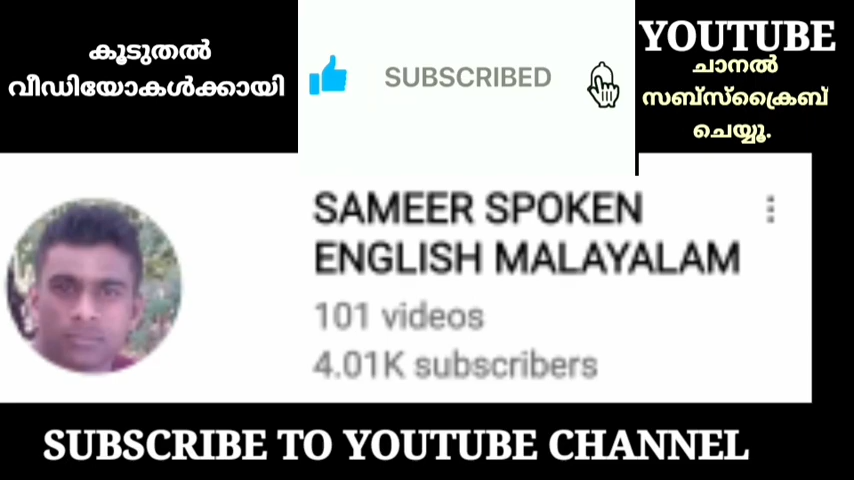 കൂടുതൽ
വീഡിയോകൾക്കായി
SUBSCRIBED
YOUTUBE
ചാനൽ
സബ്സ്ക്രൈബ്
ചെയ്യൂ.
SAMEER SPOKEN
ENGLISH MALAYALAM
101 videos
4.01K subscribers
SUBSCRIBE TO YOUTUBE CHANNEL